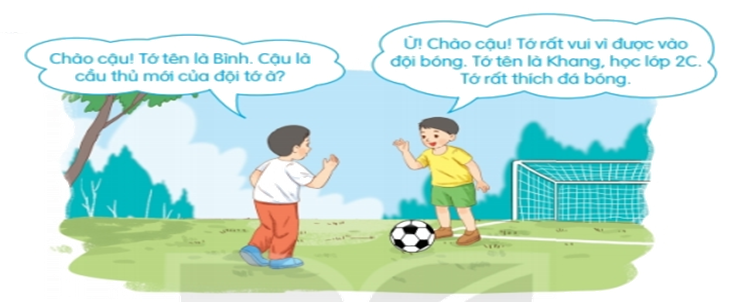 Chào cậu! Tớ tên là Bình. Cậu là
cầu thủ mới của đội tớ à?
Ừ! Chào cậu! Tớ rất vui vì được vào
đội bóng. Tớ tên là Khang, học lớp 2C.
Tớ rất thích đá bóng.